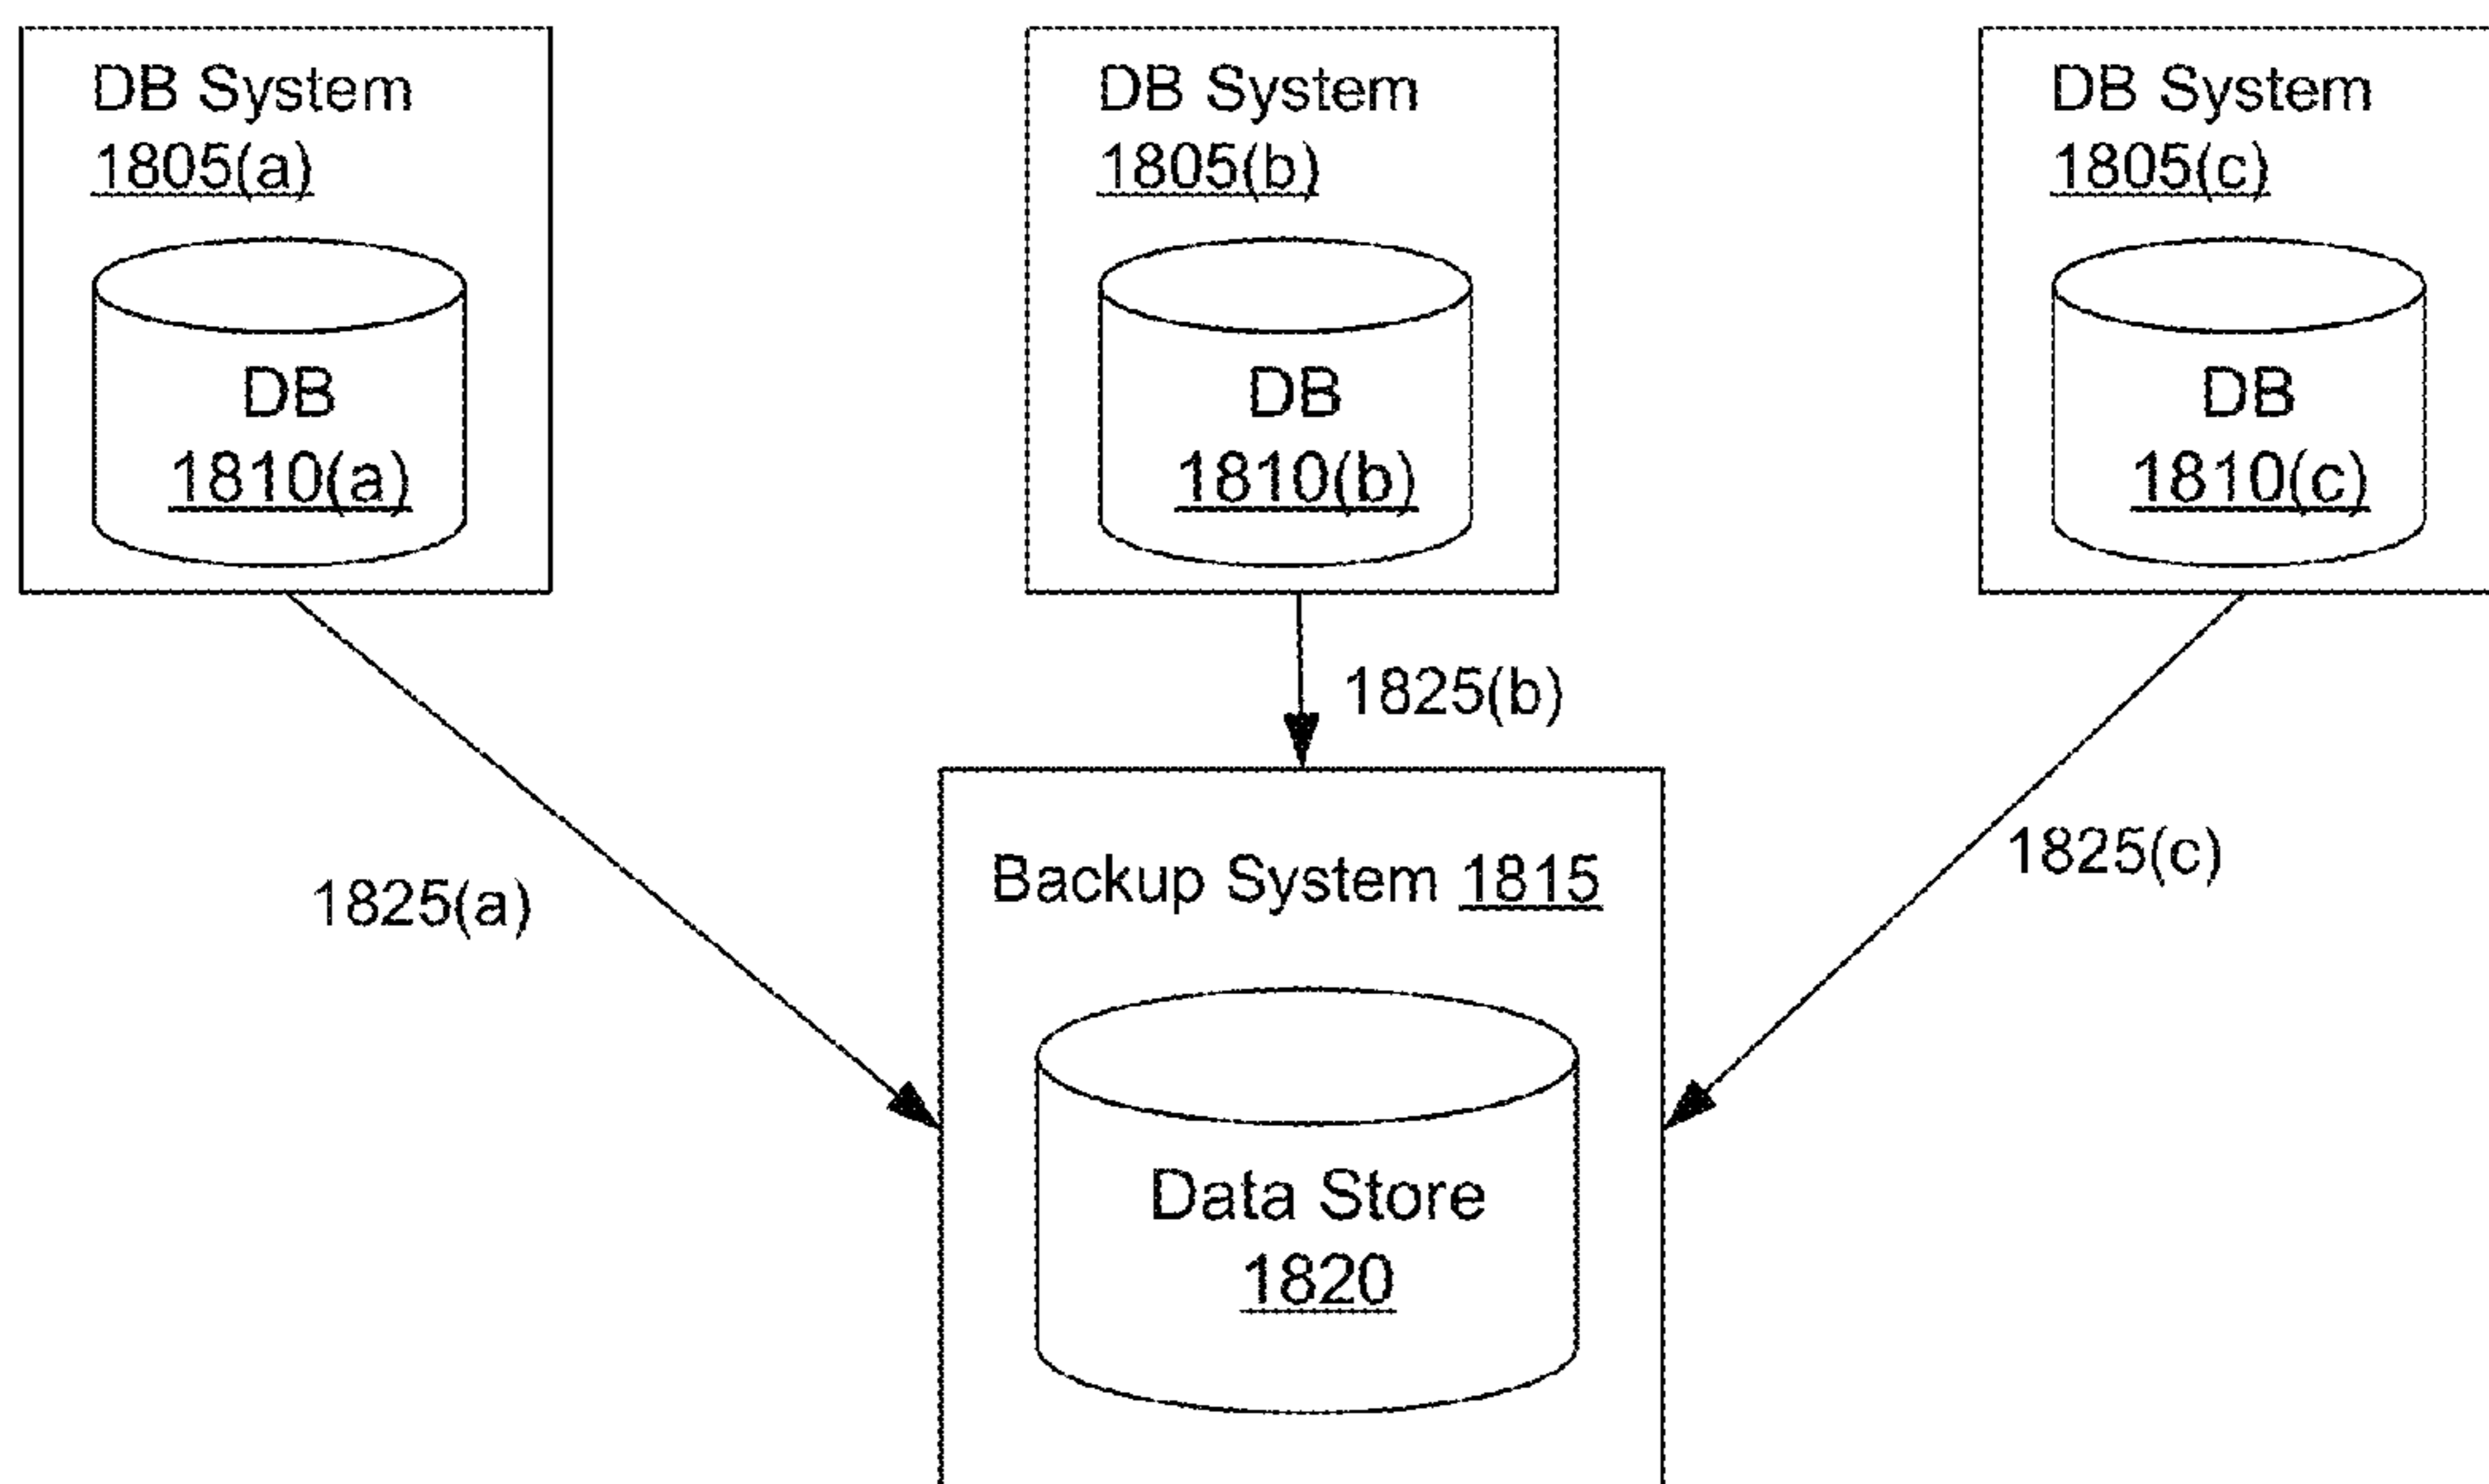 DB System
1805(a)
DB
1810(a)
DB System
1805(b)
DB
1810(b)
DB System
1805(c)
DB
1810(c)
1825(a)
1825(b)
1825(c)
Backup System 1815
Data Store
1820